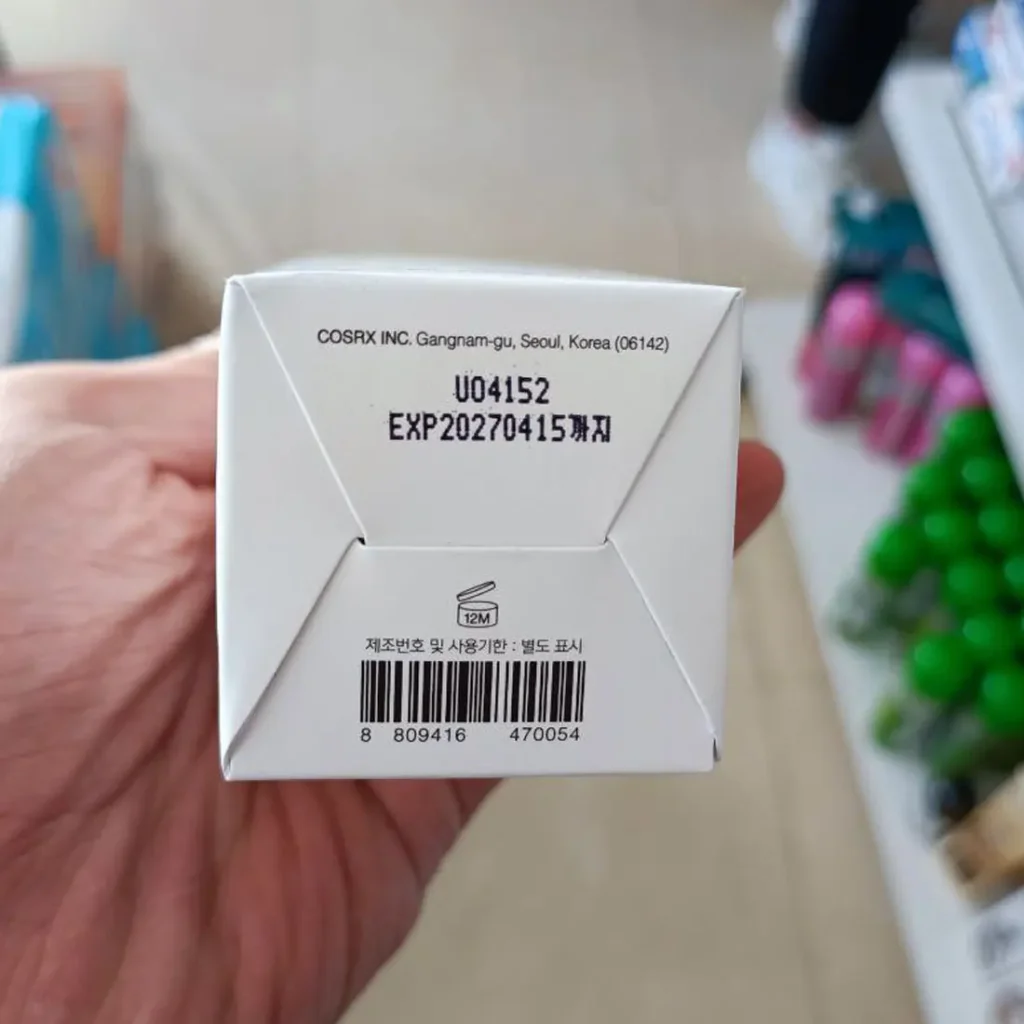 COSRX INC. Gangnam-gu, Seoul, Korea (06142)
U04152
EXP20270415까지
12M
제조번호 및 사용기한 : 별도 표시
8 809416 470054